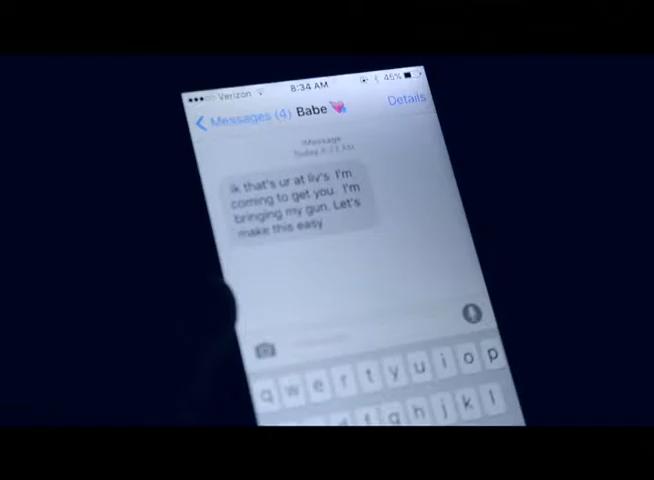 Verizon 8:34 AM 45%
Messages (4) Babe 💘 Details
iMessage
Today 8:23 AM
ik that's ur at liv's I'm
coming to get you. I'm
bringing my gun. Let's
make this easy
q w e r t y u i o p
d f g h j k l